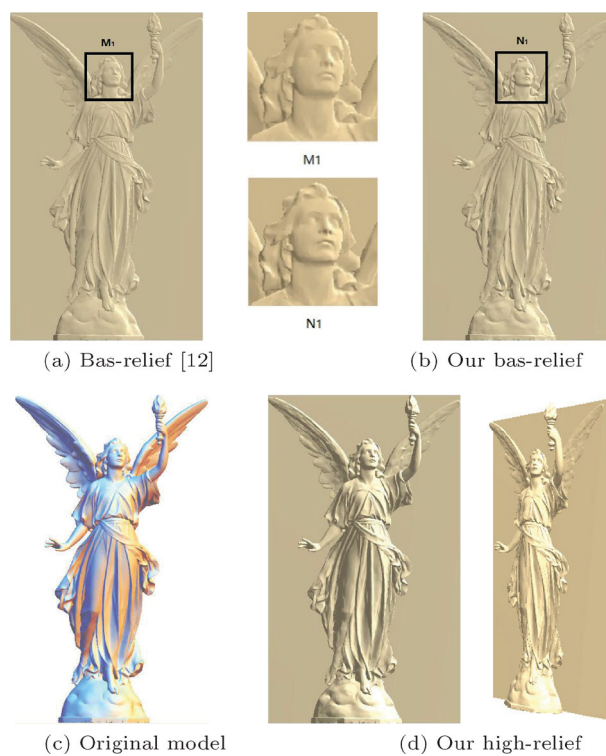 M1
N1
M1
N1
(a) Bas-relief [12]
(b) Our bas-relief
(c) Original model
(d) Our high-relief